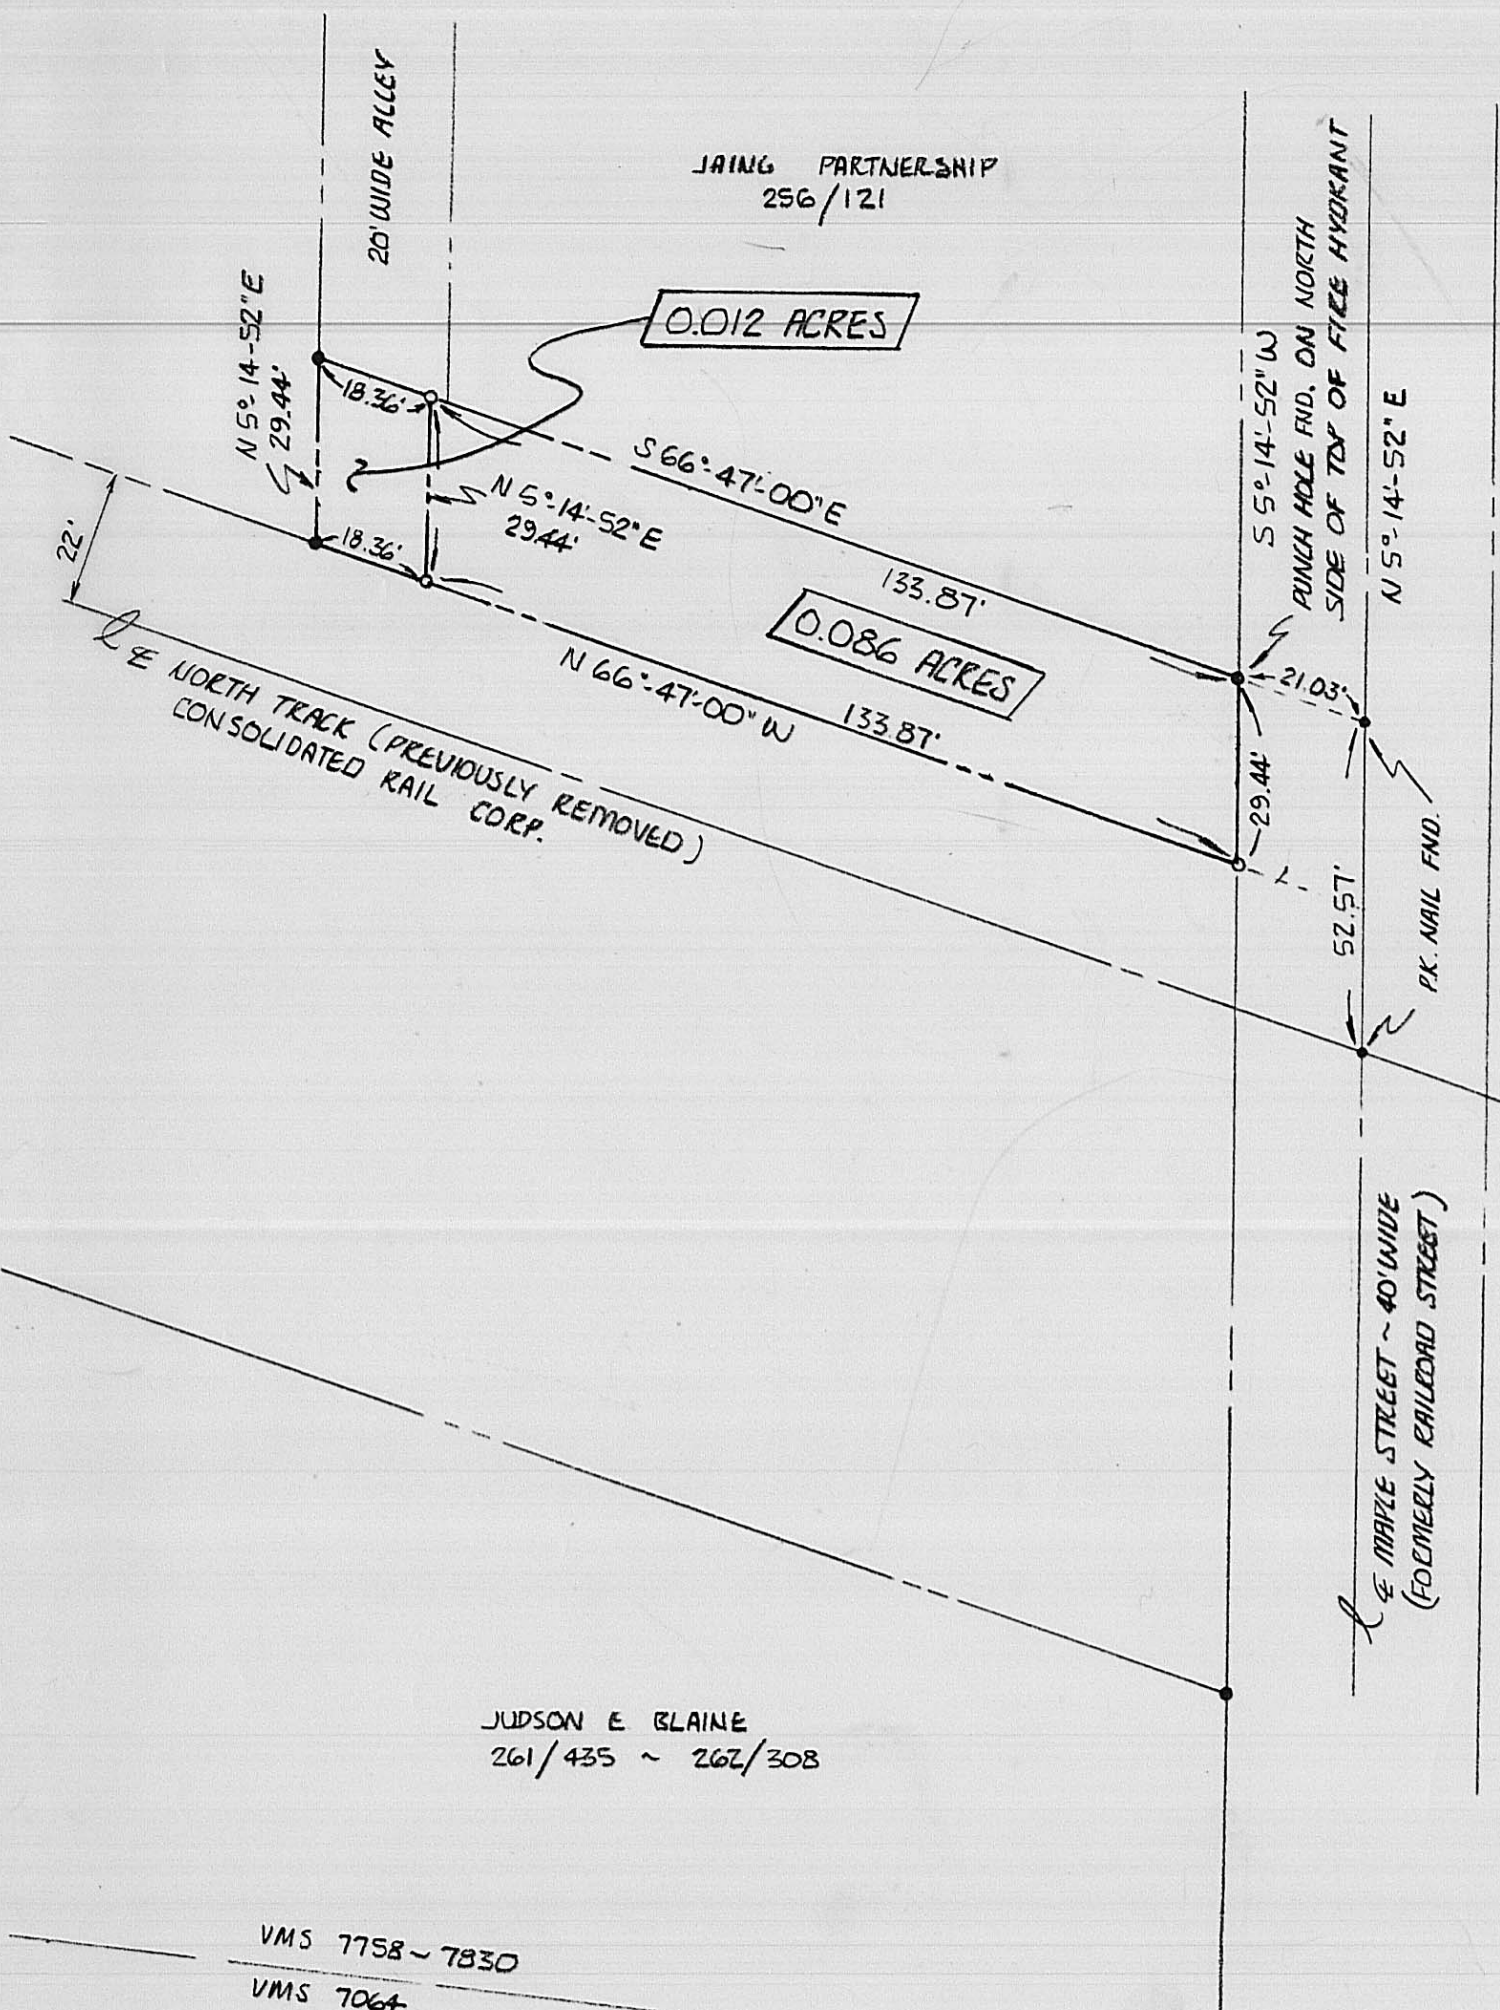 20' WIDE ALLEY
JAING PARTNERSHIP
256/121
0.012 ACRES
N 5°-14'-52" E
29.44'
18.36'
S 66°-47'-00" E
133.87'
S 5°-14'-52" W
PUNCH HOLE FND. ON NORTH
SIDE OF TOP OF FIRE HYDRANT
N 5°-14'-52" E
N 5°-14'-52" E
29.44'
18.36'
22'
0.086 ACRES
N 66°-47'-00" W
133.87'
21.03'
29.44'
52.57'
P.K. NAIL FND.
℄ NORTH TRACK (PREVIOUSLY REMOVED)
CONSOLIDATED RAIL CORP.
℄ MAPLE STREET ~ 40' WIDE
(FORMERLY RAILROAD STREET)
JUDSON E BLAINE
261/435 ~ 262/308
VMS 7758 ~ 7830
VMS 7064